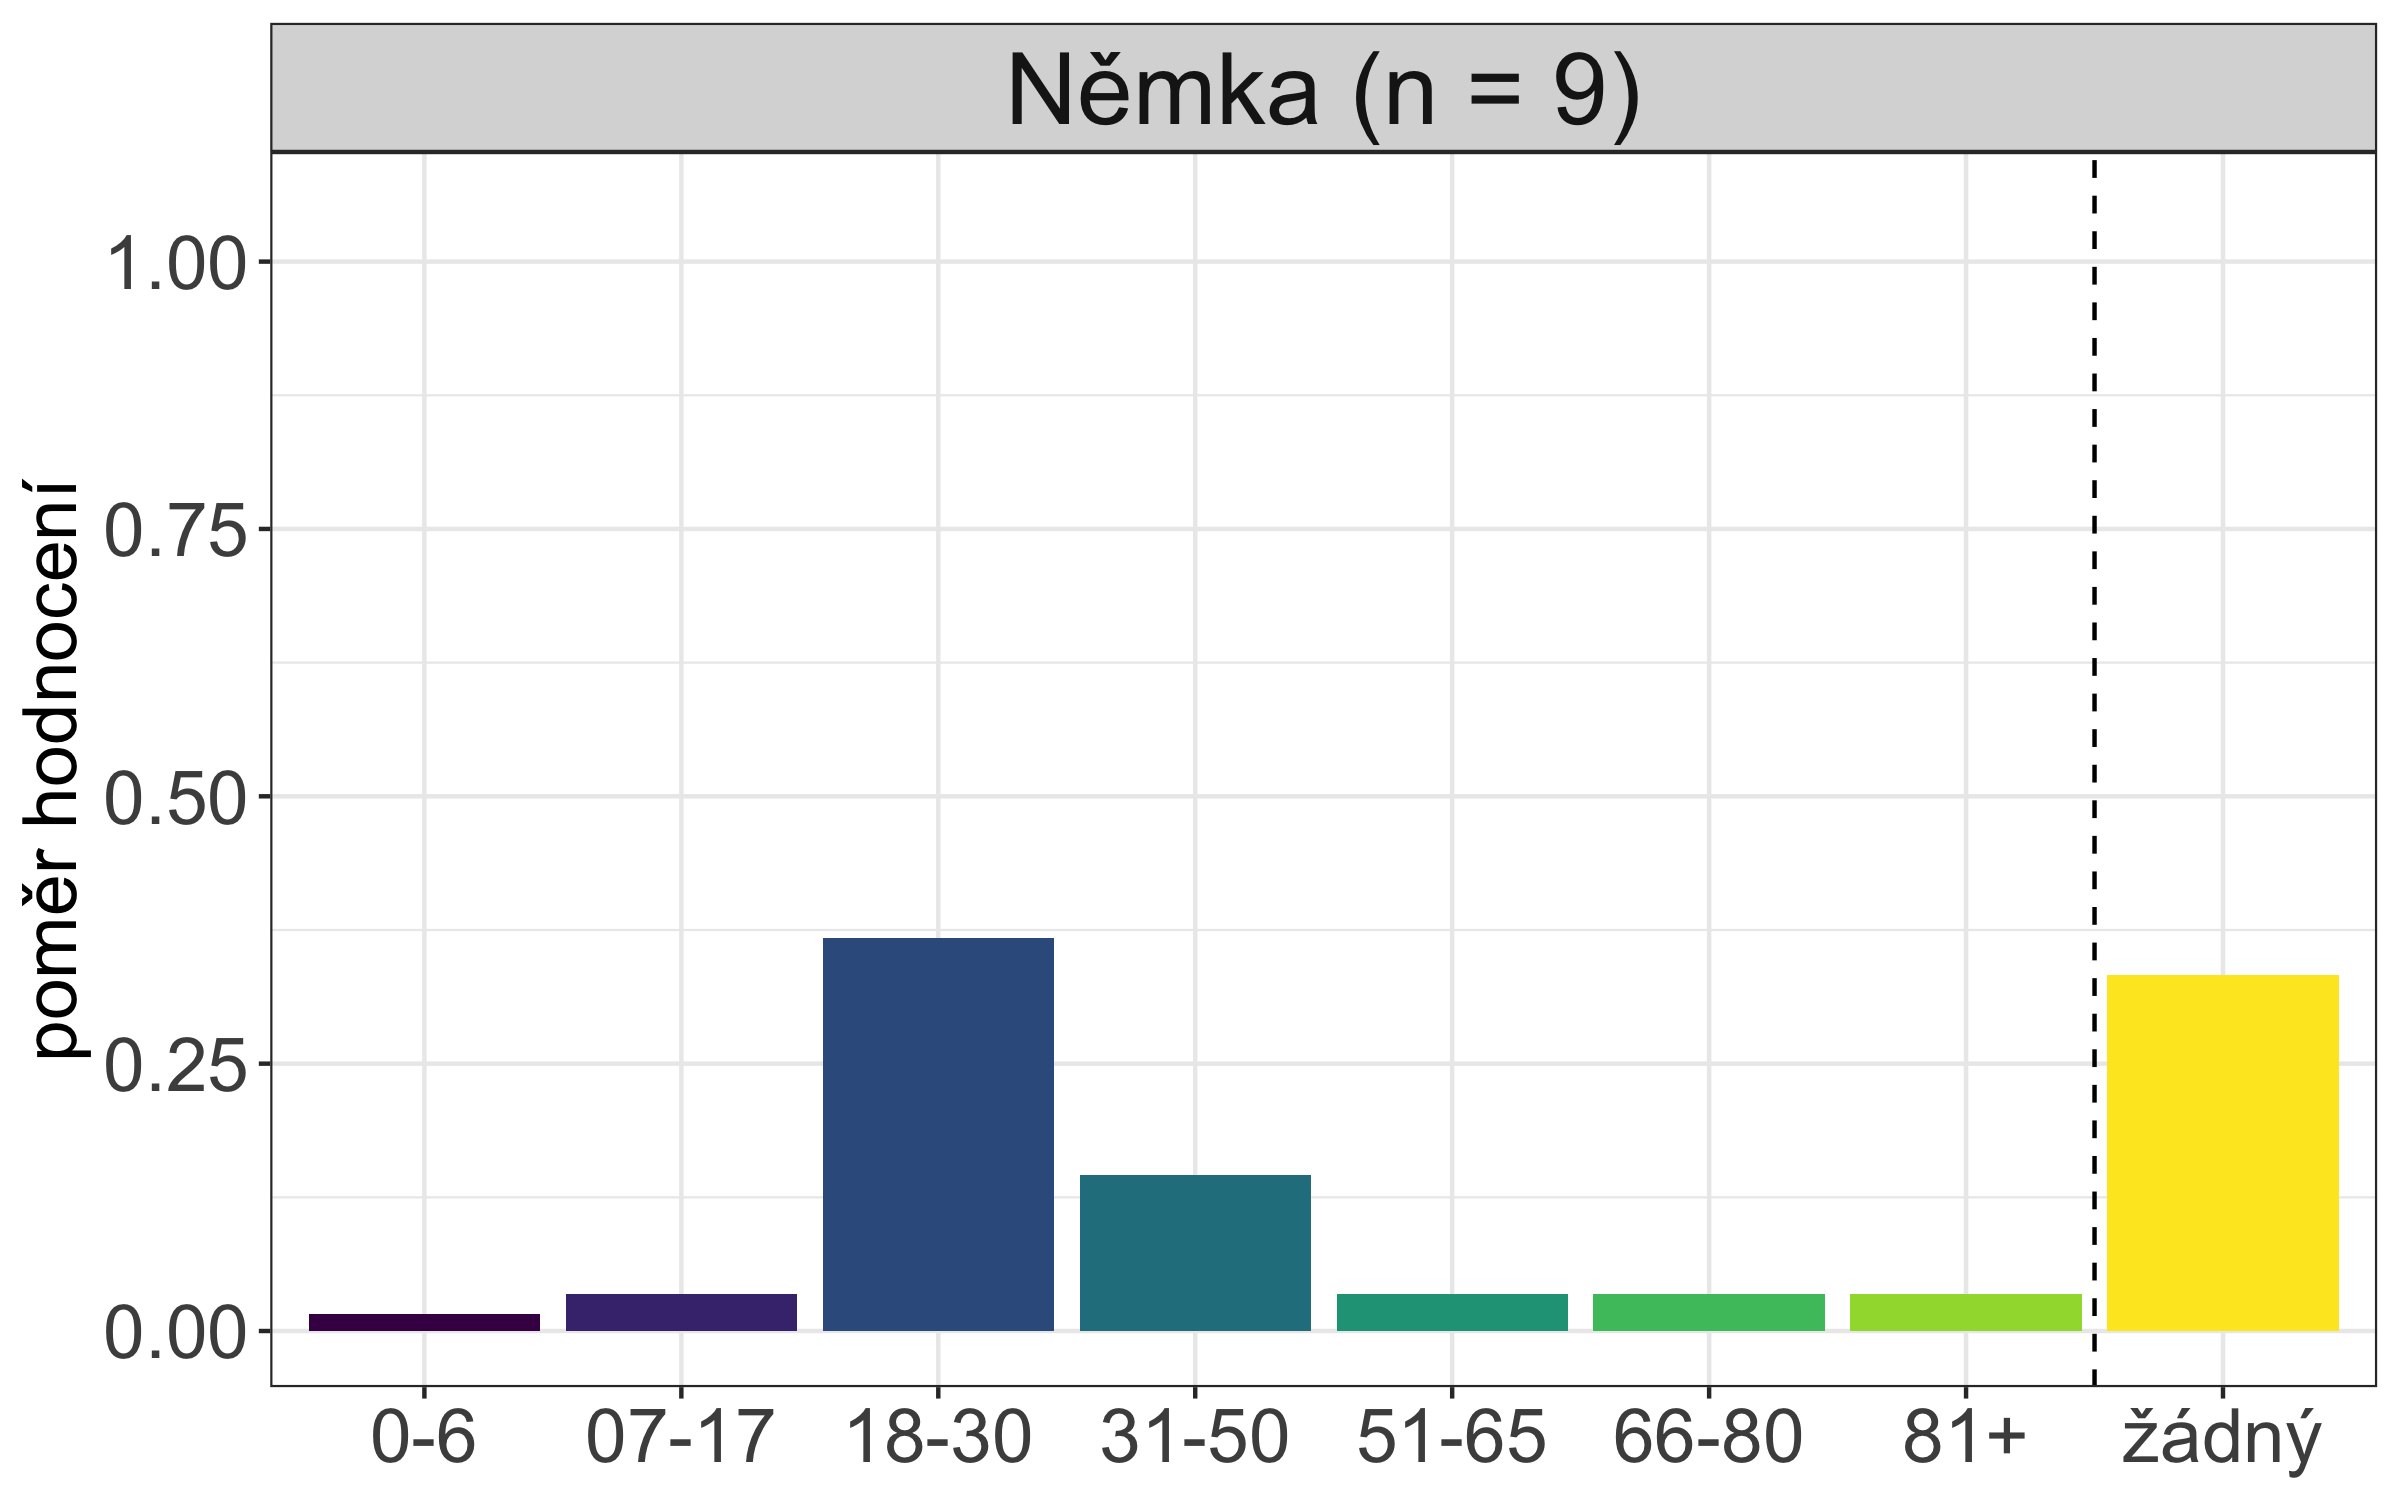 Němka (n = 9)
poměr hodnocení
1.00
0.75
0.50
0.25
0.00
0-6 07-17 18-30 31-50 51-65 66-80 81+ žádný